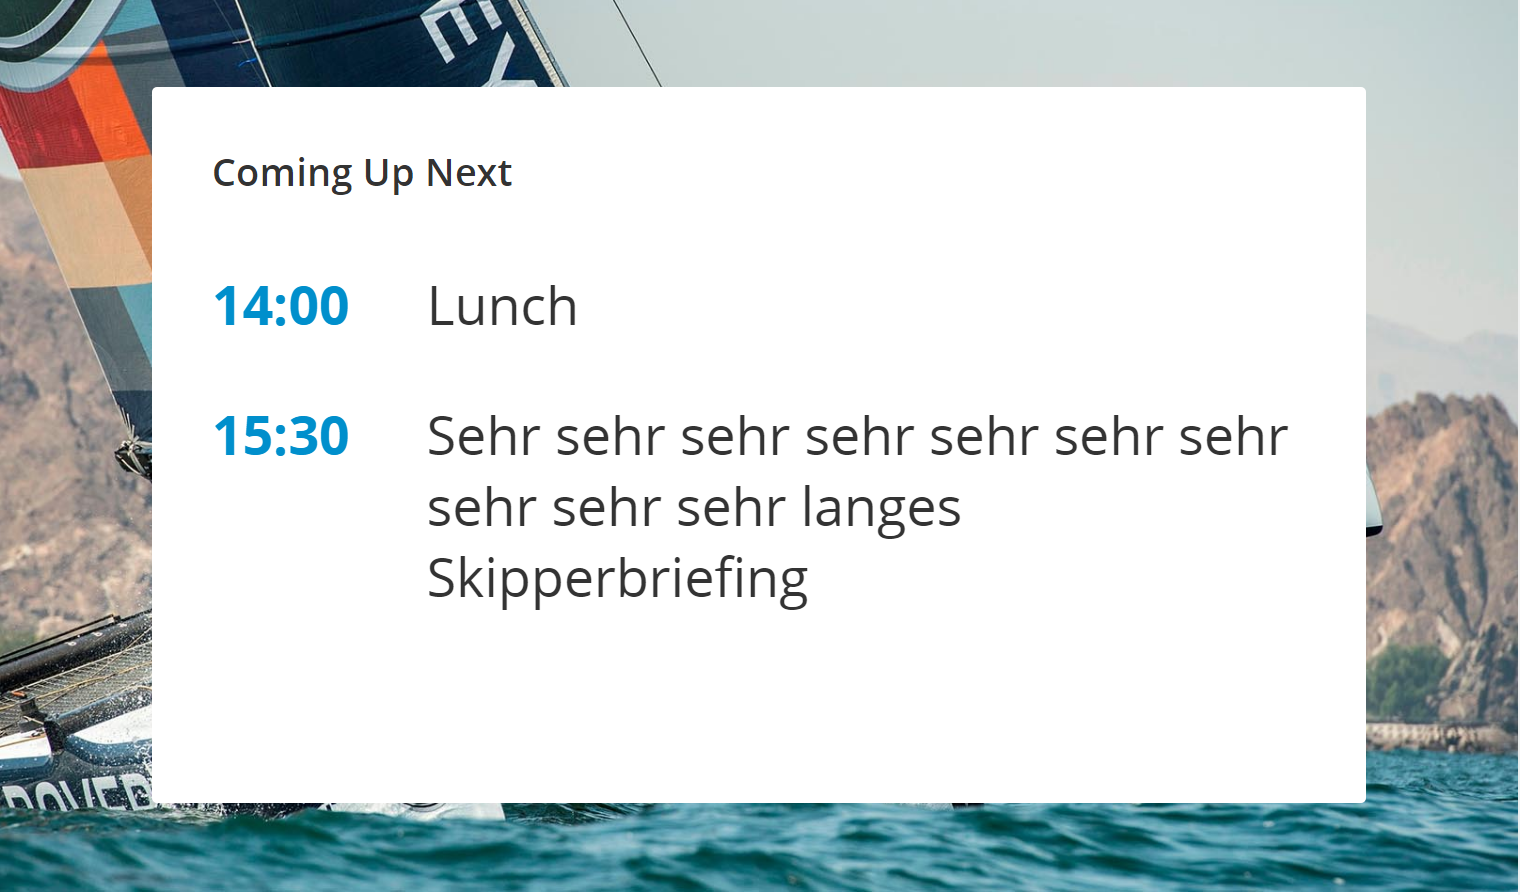 EY
Coming Up Next
14:00 Lunch
15:30 Sehr sehr sehr sehr sehr sehr sehr
sehr sehr sehr langes
Skipperbriefing